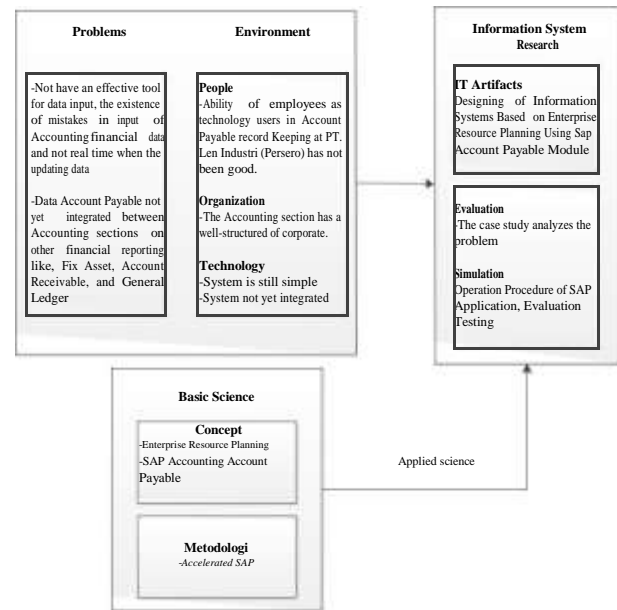 Problems
-Not have an effective tool
for data input, the existence
of mistakes in input of
Accounting financial data
and not real time when the
updating data
-Data Account Payable not
yet integrated between
Accounting sections on
other financial reporting
like, Fix Asset, Account
Receivable, and General
Ledger
Environment
People
-Ability of employees as
technology users in Account
Payable record Keeping at PT.
Len Industri (Persero) has not
been good.
Organization
-The Accounting section has a
well-structured of corporate.
Technology
-System is still simple
-System not yet integrated
Information System
Research
IT Artifacts
Designing of Information
Systems Based on Enterprise
Resource Planning Using Sap
Account Payable Module
Evaluation
-The case study analyzes the
problem
Simulation
Operation Procedure of SAP
Application, Evaluation
Testing
Basic Science
Concept
-Enterprise Resource Planning
-SAP Accounting Account
Payable
Metodologi
-Accelerated SAP
Applied science